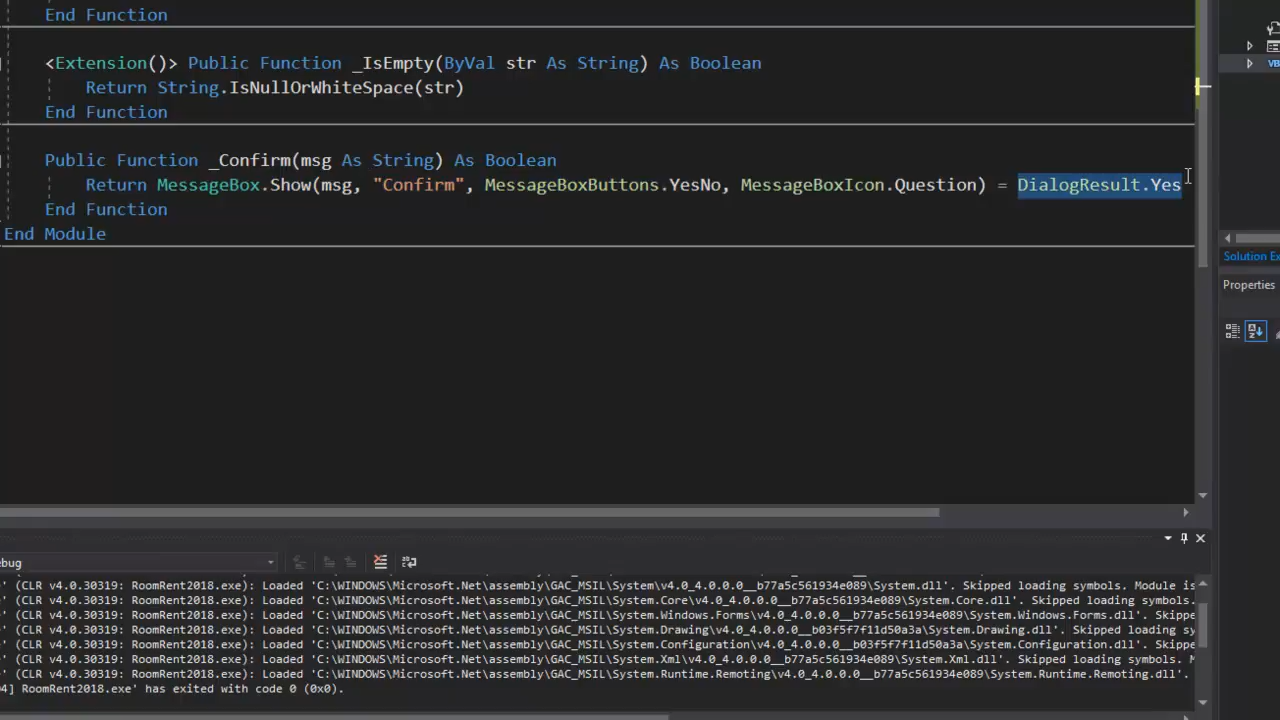 End Function
<Extension()> Public Function _IsEmpty(ByVal str As String) As Boolean
Return String.IsNullOrWhiteSpace(str)
End Function
Public Function _Confirm(msg As String) As Boolean
Return MessageBox.Show(msg, "Confirm", MessageBoxButtons.YesNo, MessageBoxIcon.Question) = DialogResult.Yes
End Function
End Module
VB
Solution Ex
Properties
ebug
' (CLR v4.0.30319: RoomRent2018.exe): Loaded 'C:\WINDOWS\Microsoft.Net\assembly\GAC_MSIL\System\v4.0_4.0.0.0__b77a5c561934e089\System.dll'. Skipped loading symbols. Module is
' (CLR v4.0.30319: RoomRent2018.exe): Loaded 'C:\WINDOWS\Microsoft.Net\assembly\GAC_MSIL\System.Core\v4.0_4.0.0.0__b77a5c561934e089\System.Core.dll'. Skipped loading symbols.
' (CLR v4.0.30319: RoomRent2018.exe): Loaded 'C:\WINDOWS\Microsoft.Net\assembly\GAC_MSIL\System.Windows.Forms\v4.0_4.0.0.0__b77a5c561934e089\System.Windows.Forms.dll'. Skipp
' (CLR v4.0.30319: RoomRent2018.exe): Loaded 'C:\WINDOWS\Microsoft.Net\assembly\GAC_MSIL\System.Drawing\v4.0_4.0.0.0__b03f5f7f11d50a3a\System.Drawing.dll'. Skipped loading sy
' (CLR v4.0.30319: RoomRent2018.exe): Loaded 'C:\WINDOWS\Microsoft.Net\assembly\GAC_MSIL\System.Configuration\v4.0_4.0.0.0__b03f5f7f11d50a3a\System.Configuration.dll'. Skippe
' (CLR v4.0.30319: RoomRent2018.exe): Loaded 'C:\WINDOWS\Microsoft.Net\assembly\GAC_MSIL\System.Xml\v4.0_4.0.0.0__b77a5c561934e089\System.Xml.dll'. Skipped loading symbols. M
' (CLR v4.0.30319: RoomRent2018.exe): Loaded 'C:\WINDOWS\Microsoft.Net\assembly\GAC_MSIL\System.Runtime.Remoting\v4.0_4.0.0.0__b77a5c561934e089\System.Runtime.Remoting.dll'.
4] RoomRent2018.exe' has exited with code 0 (0x0).